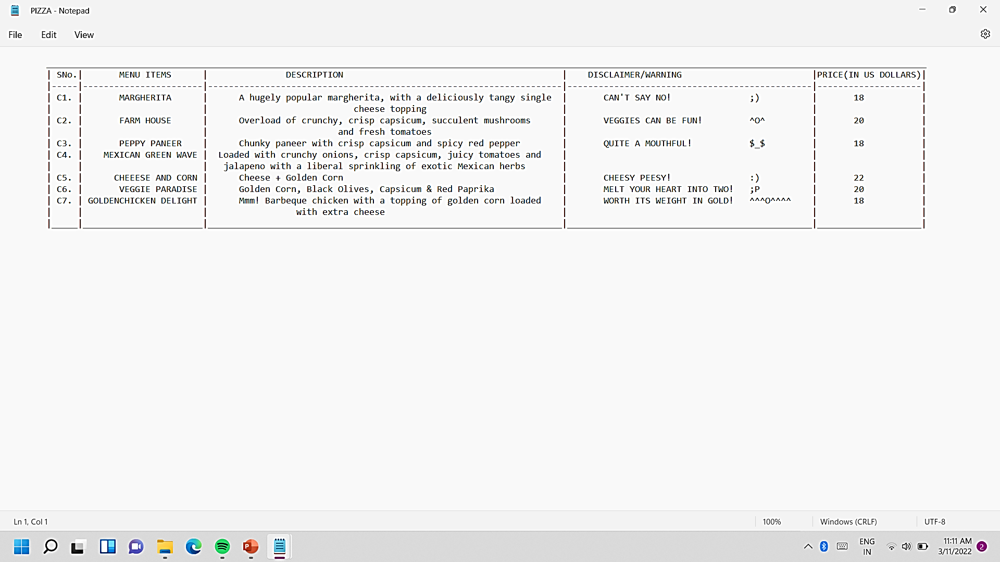 PIZZA - Notepad
File Edit View
SNo. MENU ITEMS DESCRIPTION DISCLAIMER/WARNING PRICE(IN US DOLLARS)
C1. MARGHERITA A hugely popular margherita, with a deliciously tangy single CAN'T SAY NO! ;) 18
cheese topping
C2. FARM HOUSE Overload of crunchy, crisp capsicum, succulent mushrooms VEGGIES CAN BE FUN! ^O^ 20
and fresh tomatoes
C3. PEPPY PANEER Chunky paneer with crisp capsicum and spicy red pepper QUITE A MOUTHFUL! $_$ 18
C4. MEXICAN GREEN WAVE Loaded with crunchy onions, crisp capsicum, juicy tomatoes and
jalapeno with a liberal sprinkling of exotic Mexican herbs
C5. CHEEESE AND CORN Cheese + Golden Corn CHEESY PEESY! :) 22
C6. VEGGIE PARADISE Golden Corn, Black Olives, Capsicum & Red Paprika MELT YOUR HEART INTO TWO! ;P 20
C7. GOLDENCHICKEN DELIGHT Mmm! Barbeque chicken with a topping of golden corn loaded WORTH ITS WEIGHT IN GOLD! ^^^O^^^^ 18
with extra cheese
Ln 1, Col 1 100% Windows (CRLF) UTF-8
ENG 11:11 AM
IN 3/11/2022 2